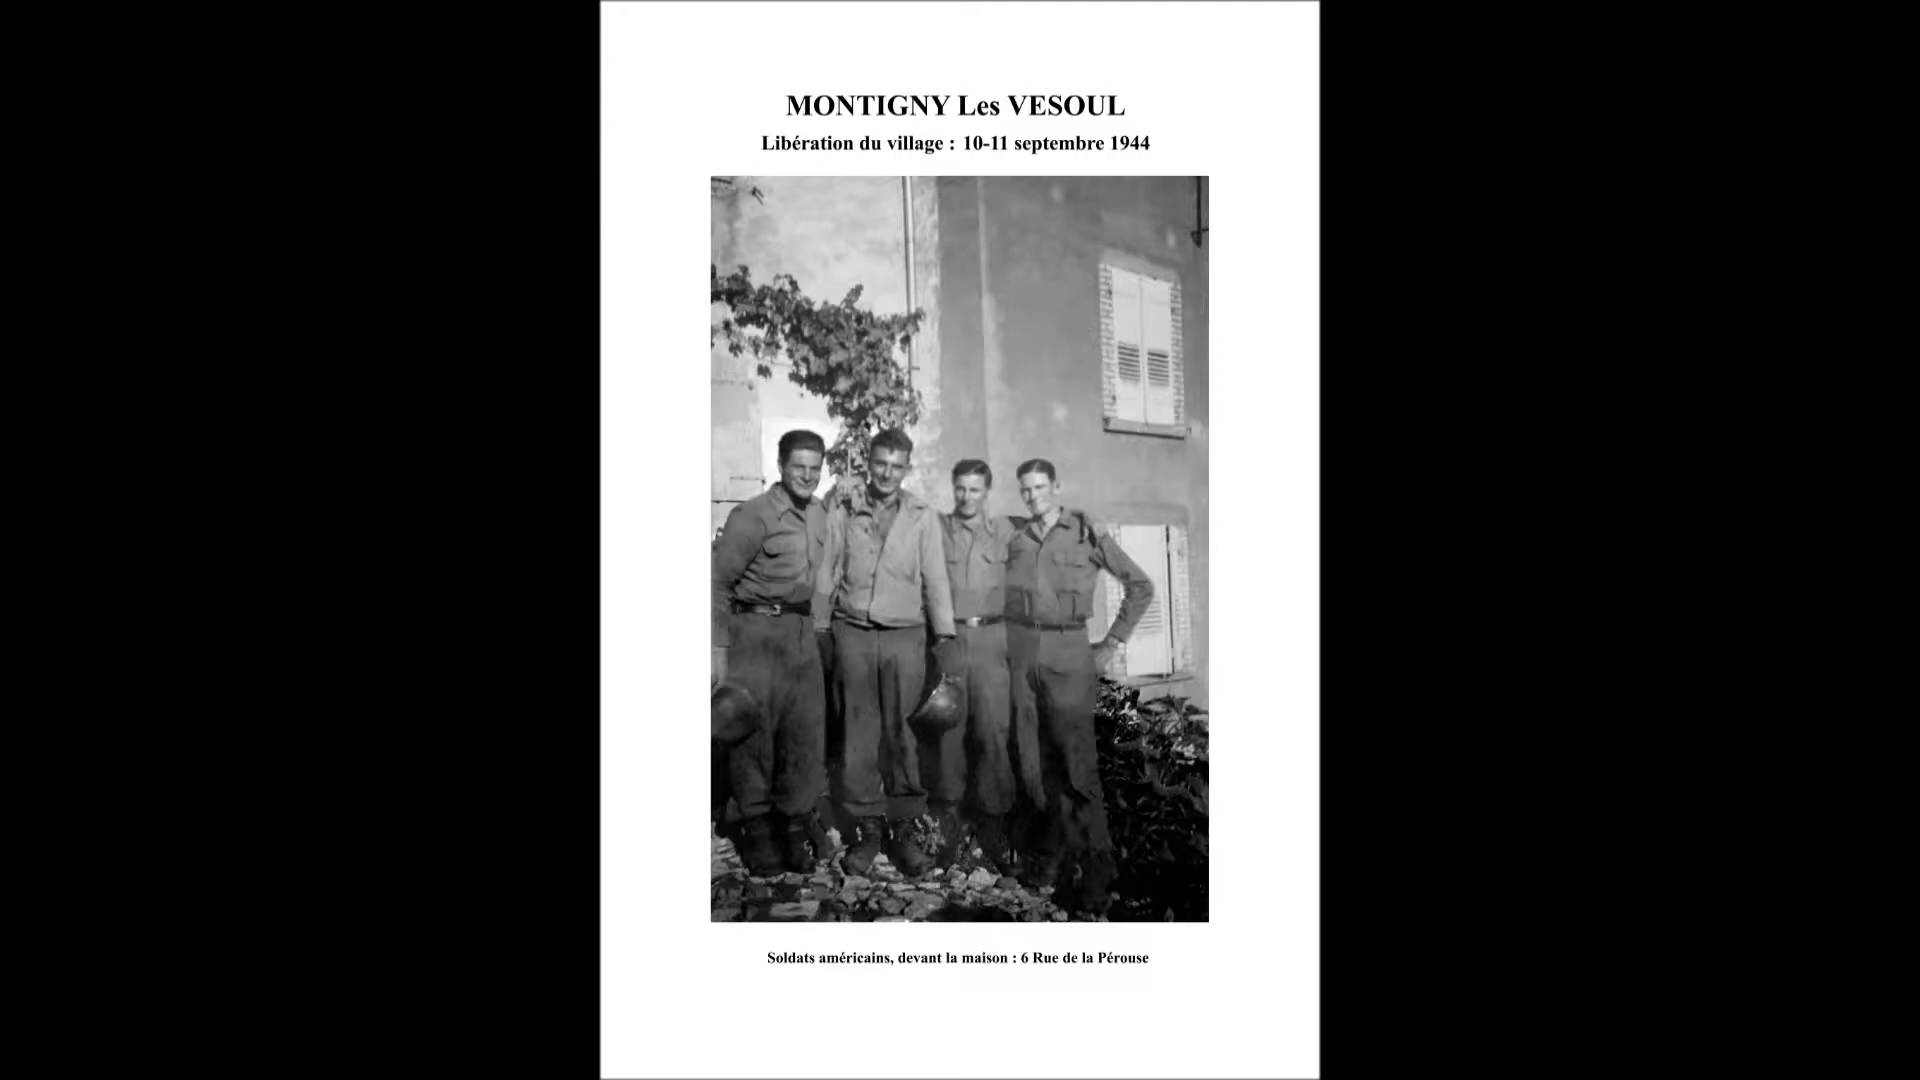 MONTIGNY Les VESOUL
Libération du village : 10-11 septembre 1944
Soldats américains, devant la maison : 6 Rue de la Pérouse